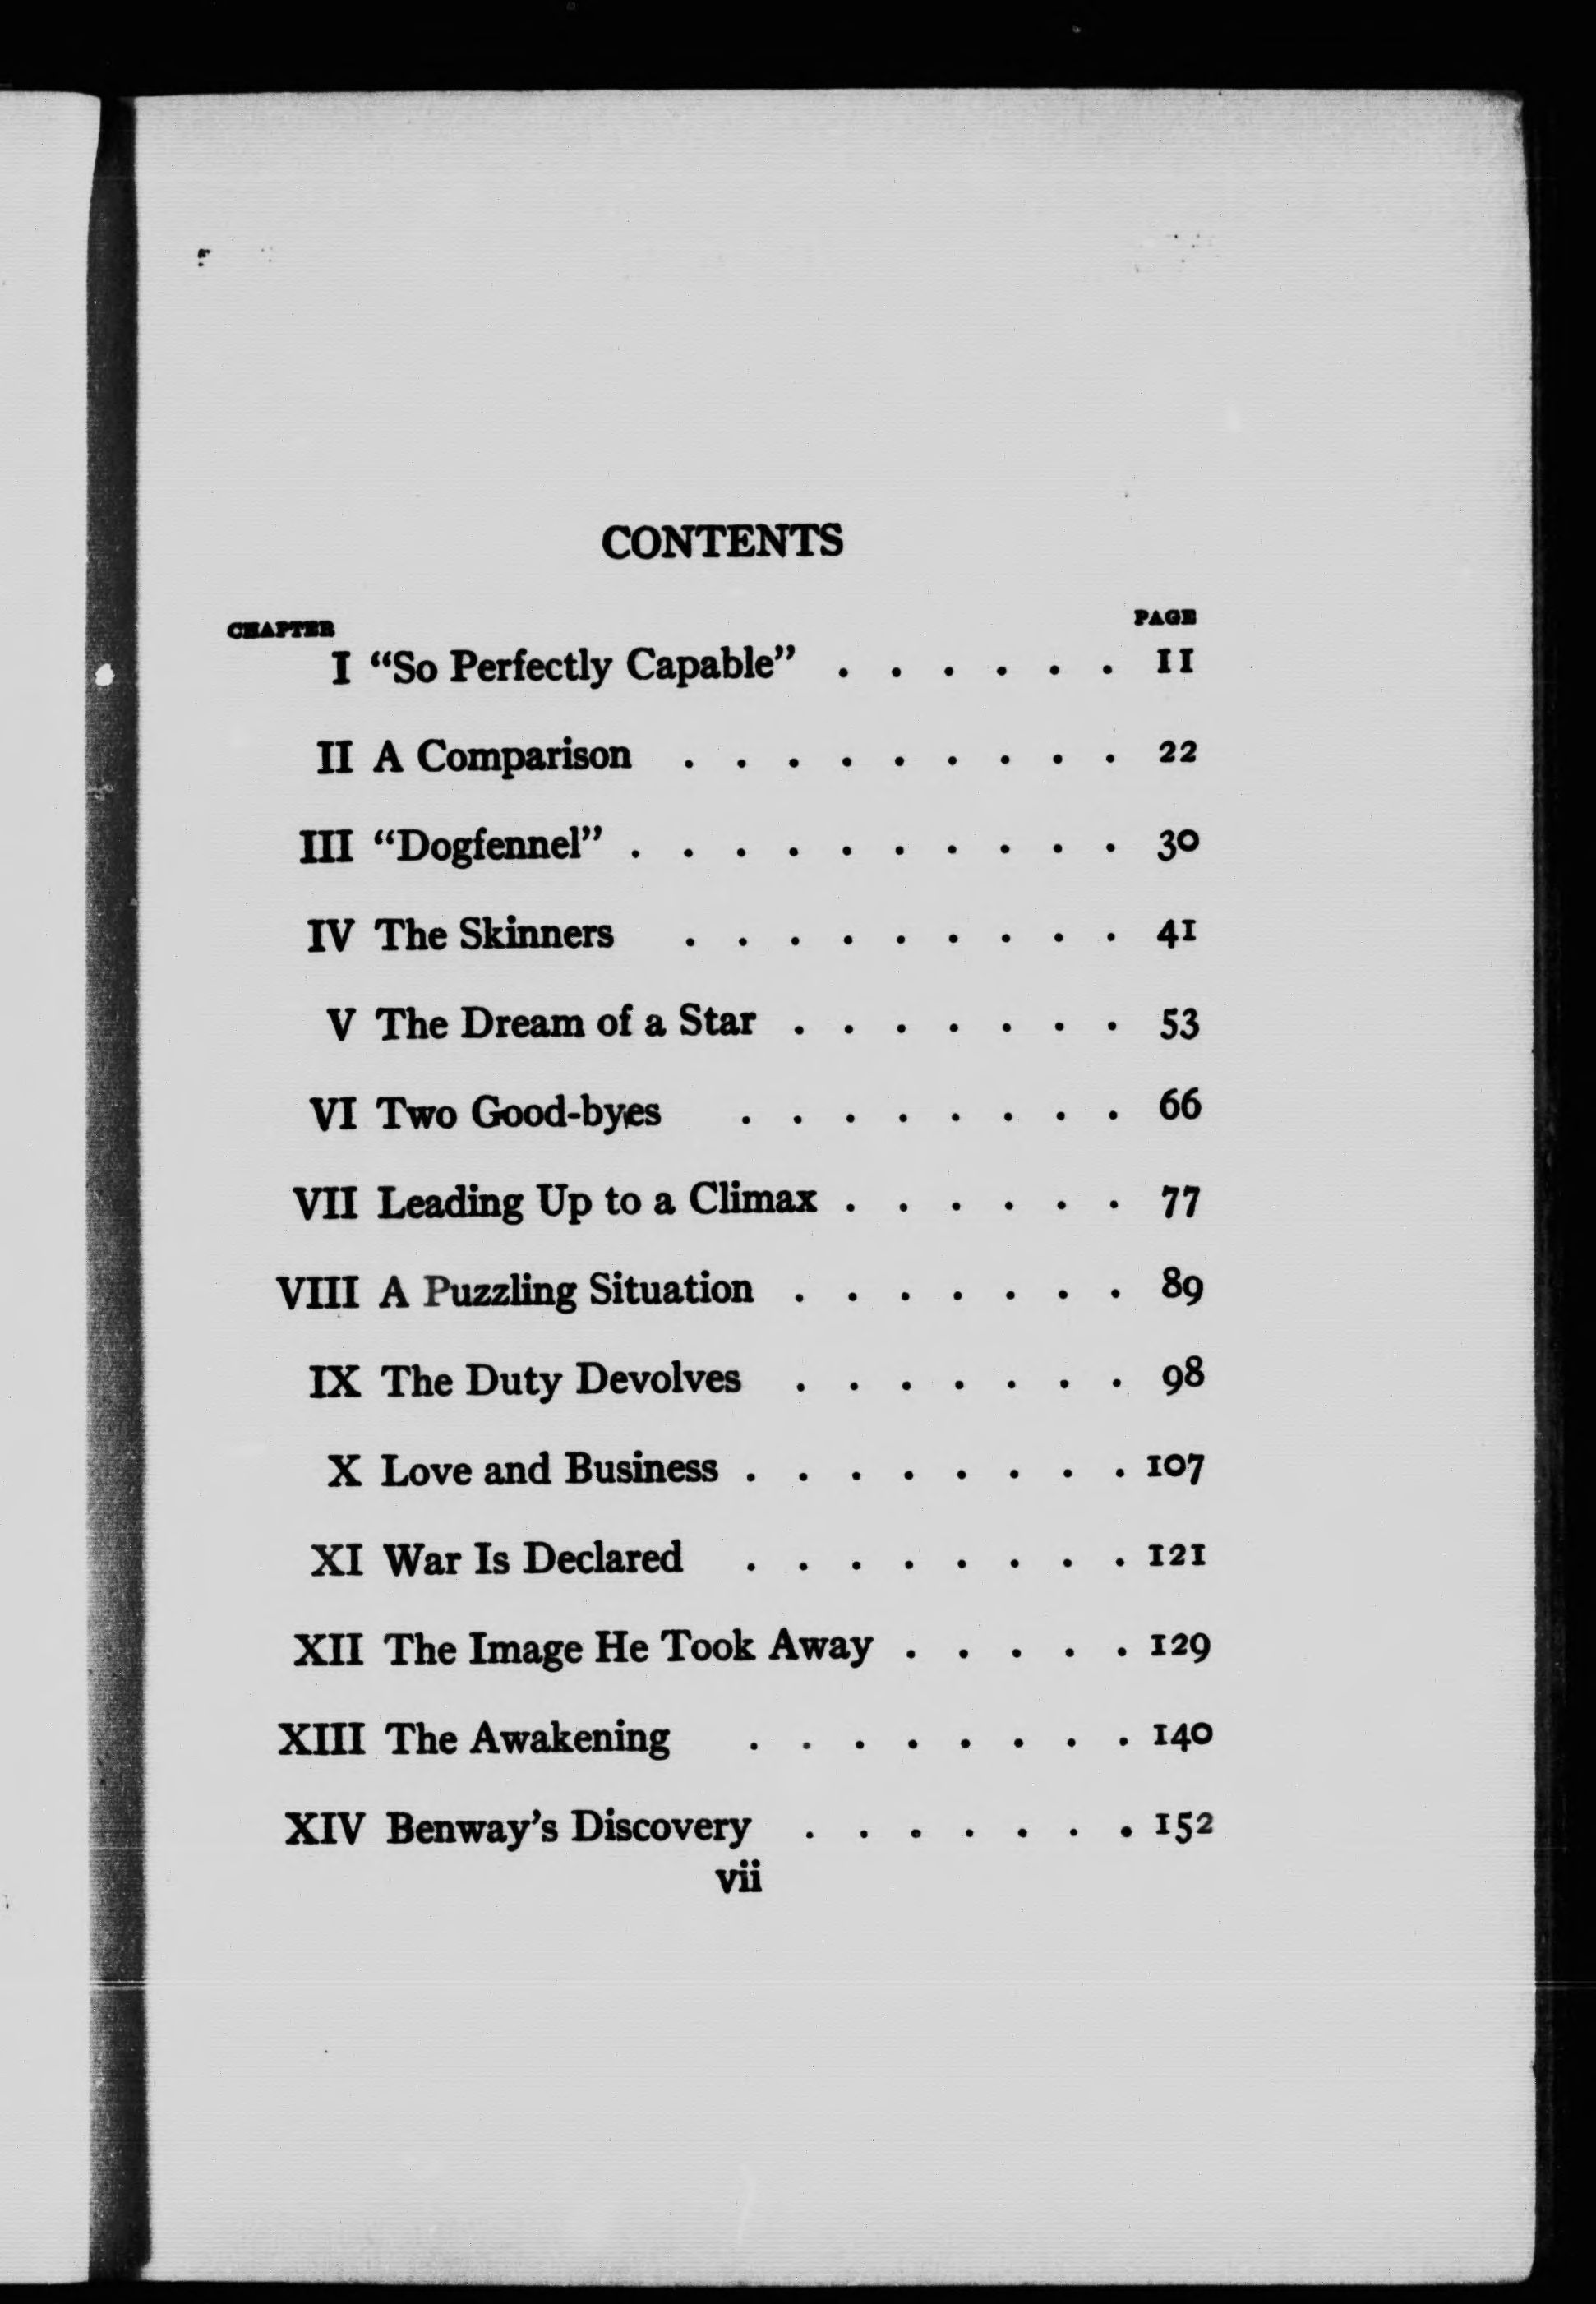 CONTENTS
CHAPTER PAGE
I “So Perfectly Capable” . . . . . . 11
II A Comparison . . . . . . . . . 22
III “Dogfennel” . . . . . . . . . . 30
IV The Skinners . . . . . . . . . 41
V The Dream of a Star . . . . . . . 53
VI Two Good-byes . . . . . . . . 66
VII Leading Up to a Climax . . . . . . 77
VIII A Puzzling Situation . . . . . . . 89
IX The Duty Devolves . . . . . . . 98
X Love and Business . . . . . . . . 107
XI War Is Declared . . . . . . . . 121
XII The Image He Took Away . . . . . 129
XIII The Awakening . . . . . . . . 140
XIV Benway’s Discovery . . . . . . . 152
vii